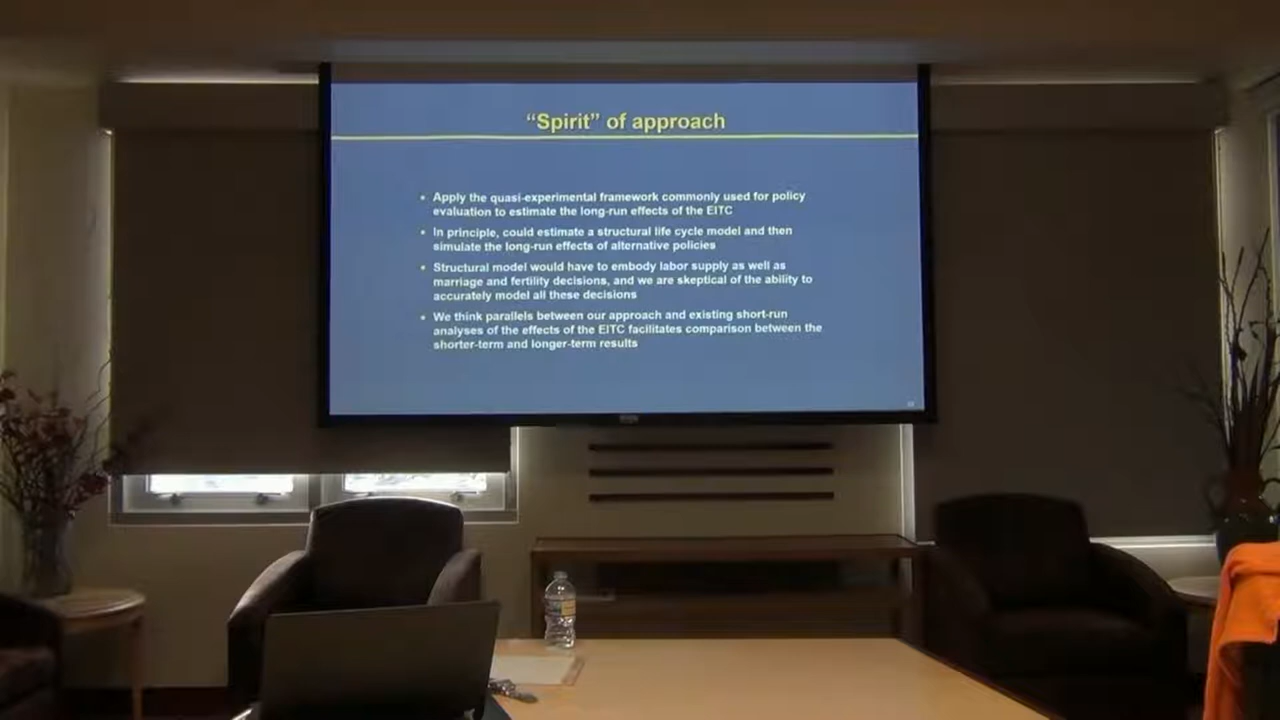 “Spirit” of approach
• Apply the quasi-experimental framework commonly used for policy
evaluation to estimate the long-run effects of the EITC
• In principle, could estimate a structural life cycle model and then
simulate the long-run effects of alternative policies
• Structural model would have to embody labor supply as well as
marriage and fertility decisions, and we are skeptical of the ability to
accurately model all these decisions
• We think parallels between our approach and existing short-run
analyses of the effects of the EITC facilitates comparison between the
shorter-term and longer-term results